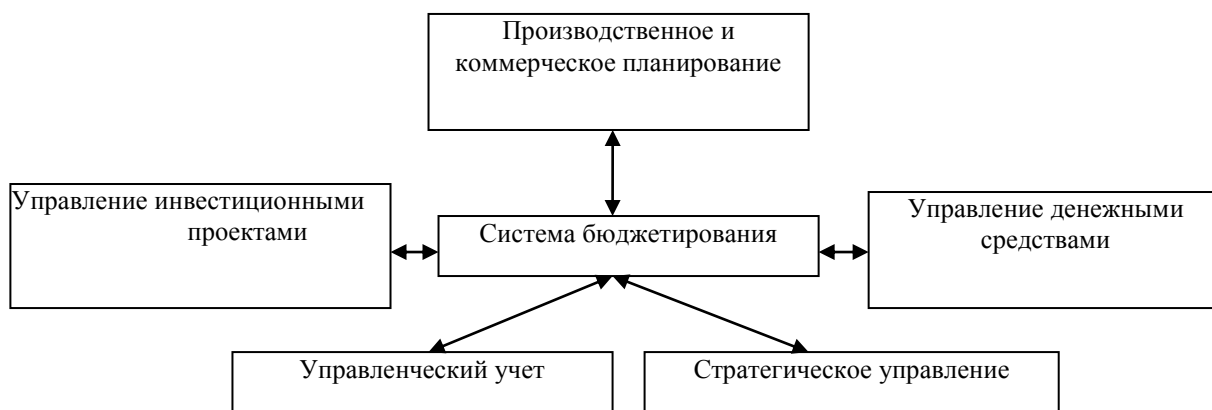 Производственное и
коммерческое планирование
Управление инвестиционными
проектами
Система бюджетирования
Управление денежными
средствами
Управленческий учет
Стратегическое управление